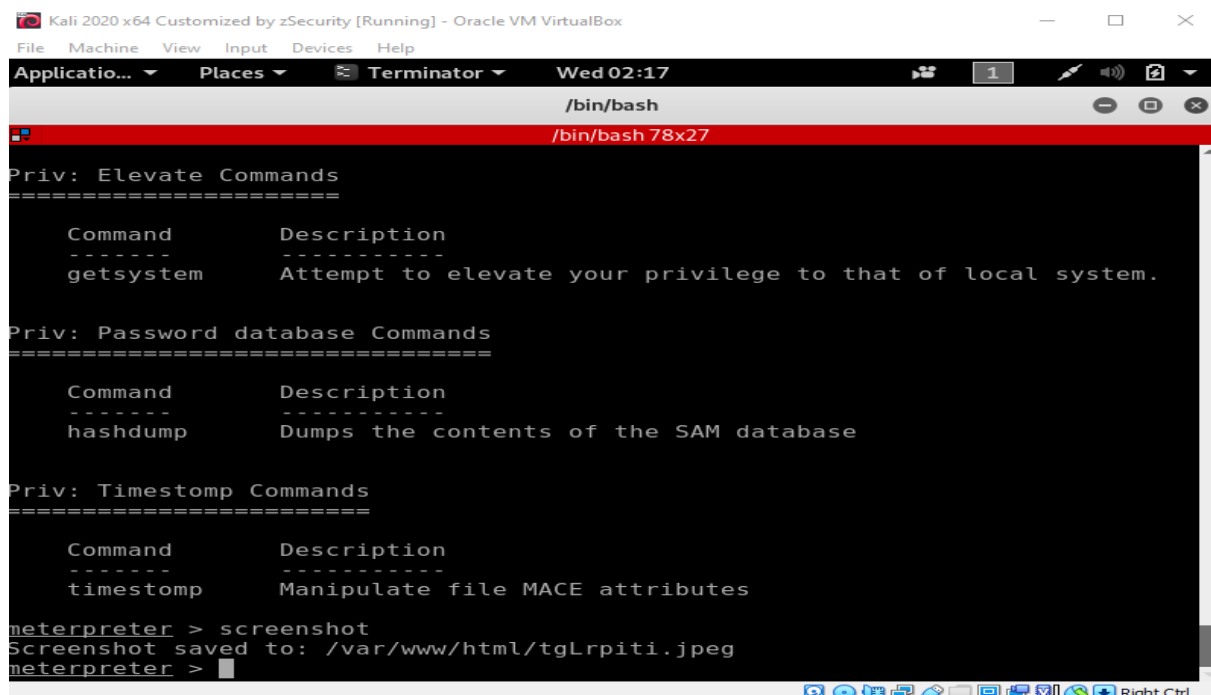 Kali 2020 x64 Customized by zSecurity [Running] - Oracle VM VirtualBox
File Machine View Input Devices Help
Applicatio... Places Terminator Wed 02:17 1
/bin/bash
/bin/bash 78x27
Priv: Elevate Commands
======================
Command Description
------- -----------
getsystem Attempt to elevate your privilege to that of local system.
Priv: Password database Commands
================================
Command Description
------- -----------
hashdump Dumps the contents of the SAM database
Priv: Timestomp Commands
========================
Command Description
------- -----------
timestomp Manipulate file MACE attributes
meterpreter > screenshot
Screenshot saved to: /var/www/html/tgLrpiti.jpeg
meterpreter >
Right Ctrl